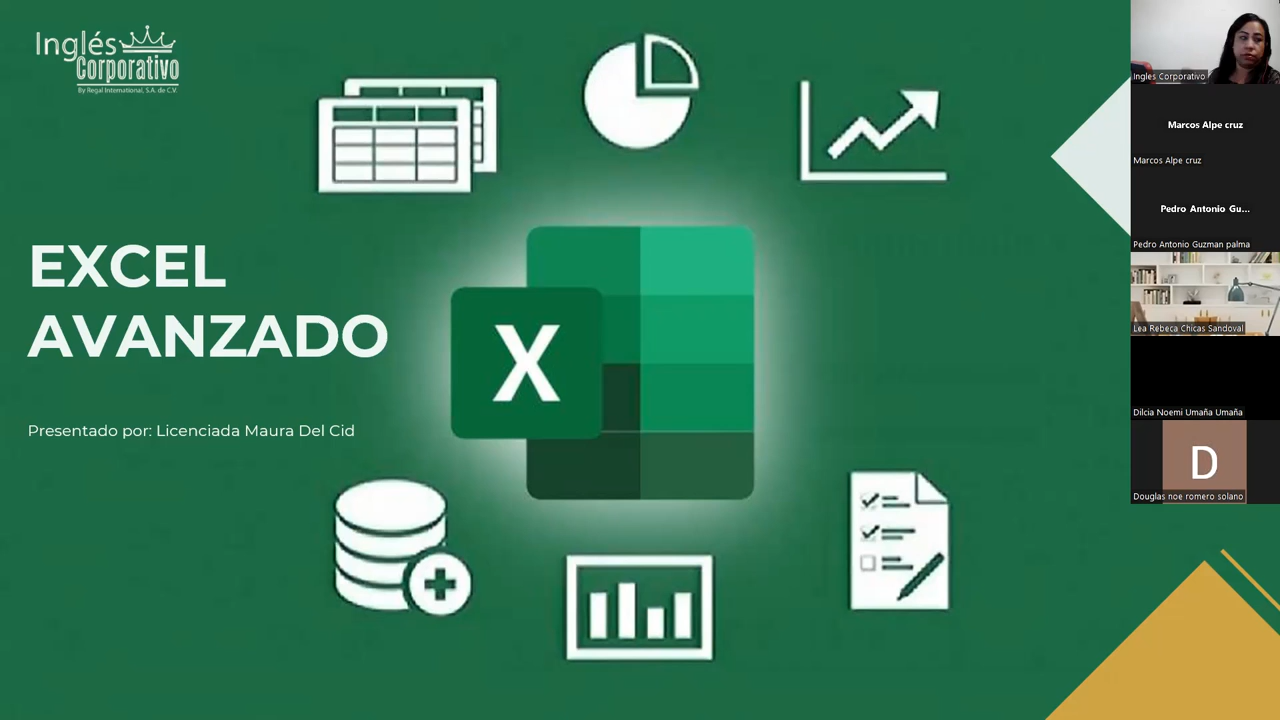 Inglés
Corporativo
By Regal International, S.A. de C.V.
EXCEL
AVANZADO
Presentado por: Licenciada Maura Del Cid
X
Ingles Corporativo
Marcos Alpe cruz
Marcos Alpe cruz
Pedro Antonio Gu...
Pedro Antonio Guzman palma
Lea Rebeca Chicas Sandoval
Dilcia Noemi Umaña Umaña
D
Douglas noe romero solano